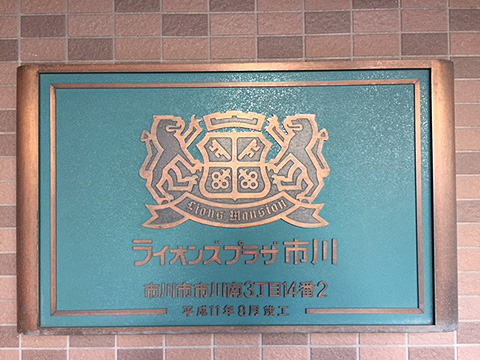 Lions Mansion
ライオンズプラザ市川
市川市市川南3丁目14番2
平成11年8月竣工